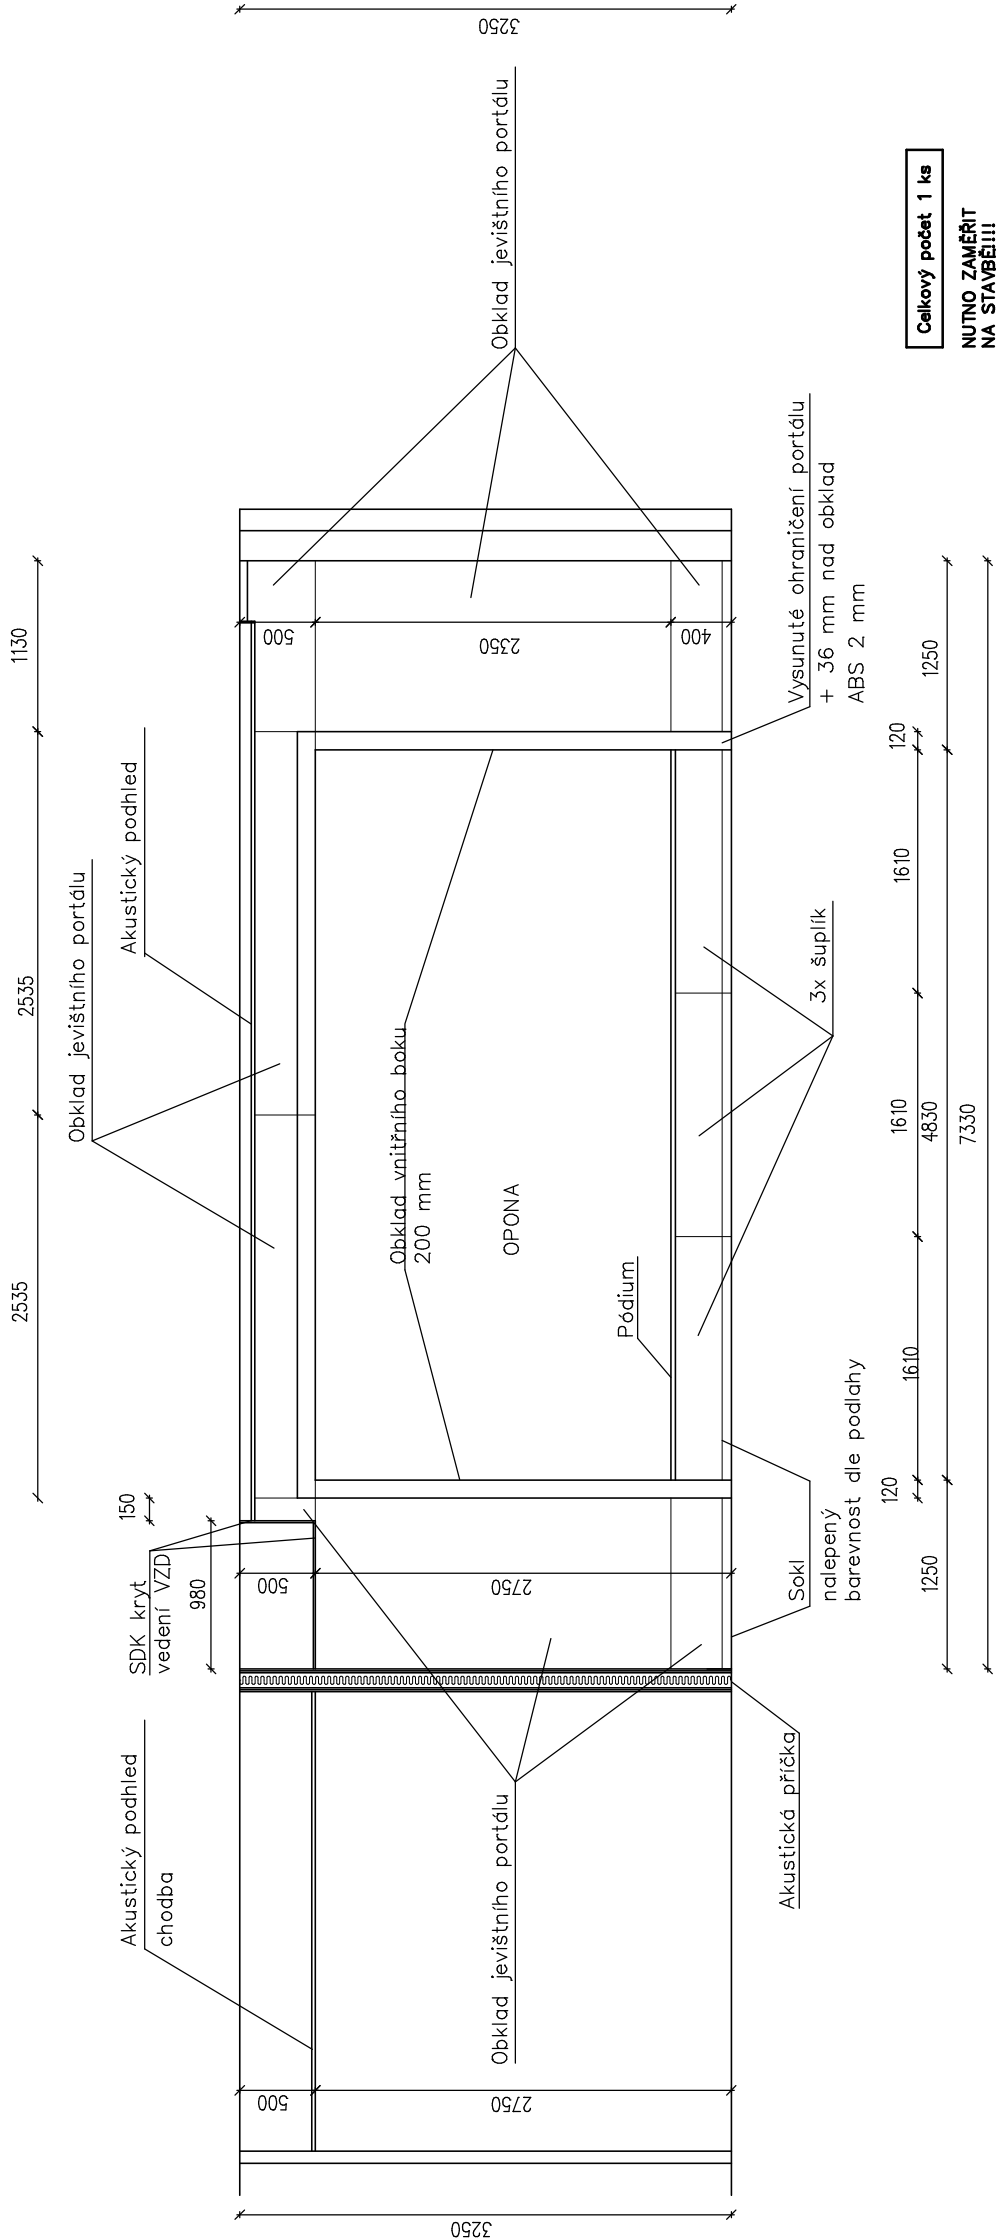 Akustický podhled
chodba
SDK kryt
vedení VZD
Obklad jevištního portálu
Akustický podhled
150
980
2535
2535
1130
3250
500
2750
500
2750
500
2350
400
3250
Obklad jevištního portálu
Obklad vnitřního boku
200 mm
OPONA
Pódium
Obklad jevištního portálu
Akustická příčka
Sokl
nalepený
barevnost dle podlahy
3x šuplík
Vysunuté ohraničení portálu
+ 36 mm nad obklad
ABS 2 mm
120
1610
1610
1610
120
1250
4830
1250
7330
Celkový počet 1 ks
NUTNO ZAMĚŘIT
NA STAVBĚ!!!!